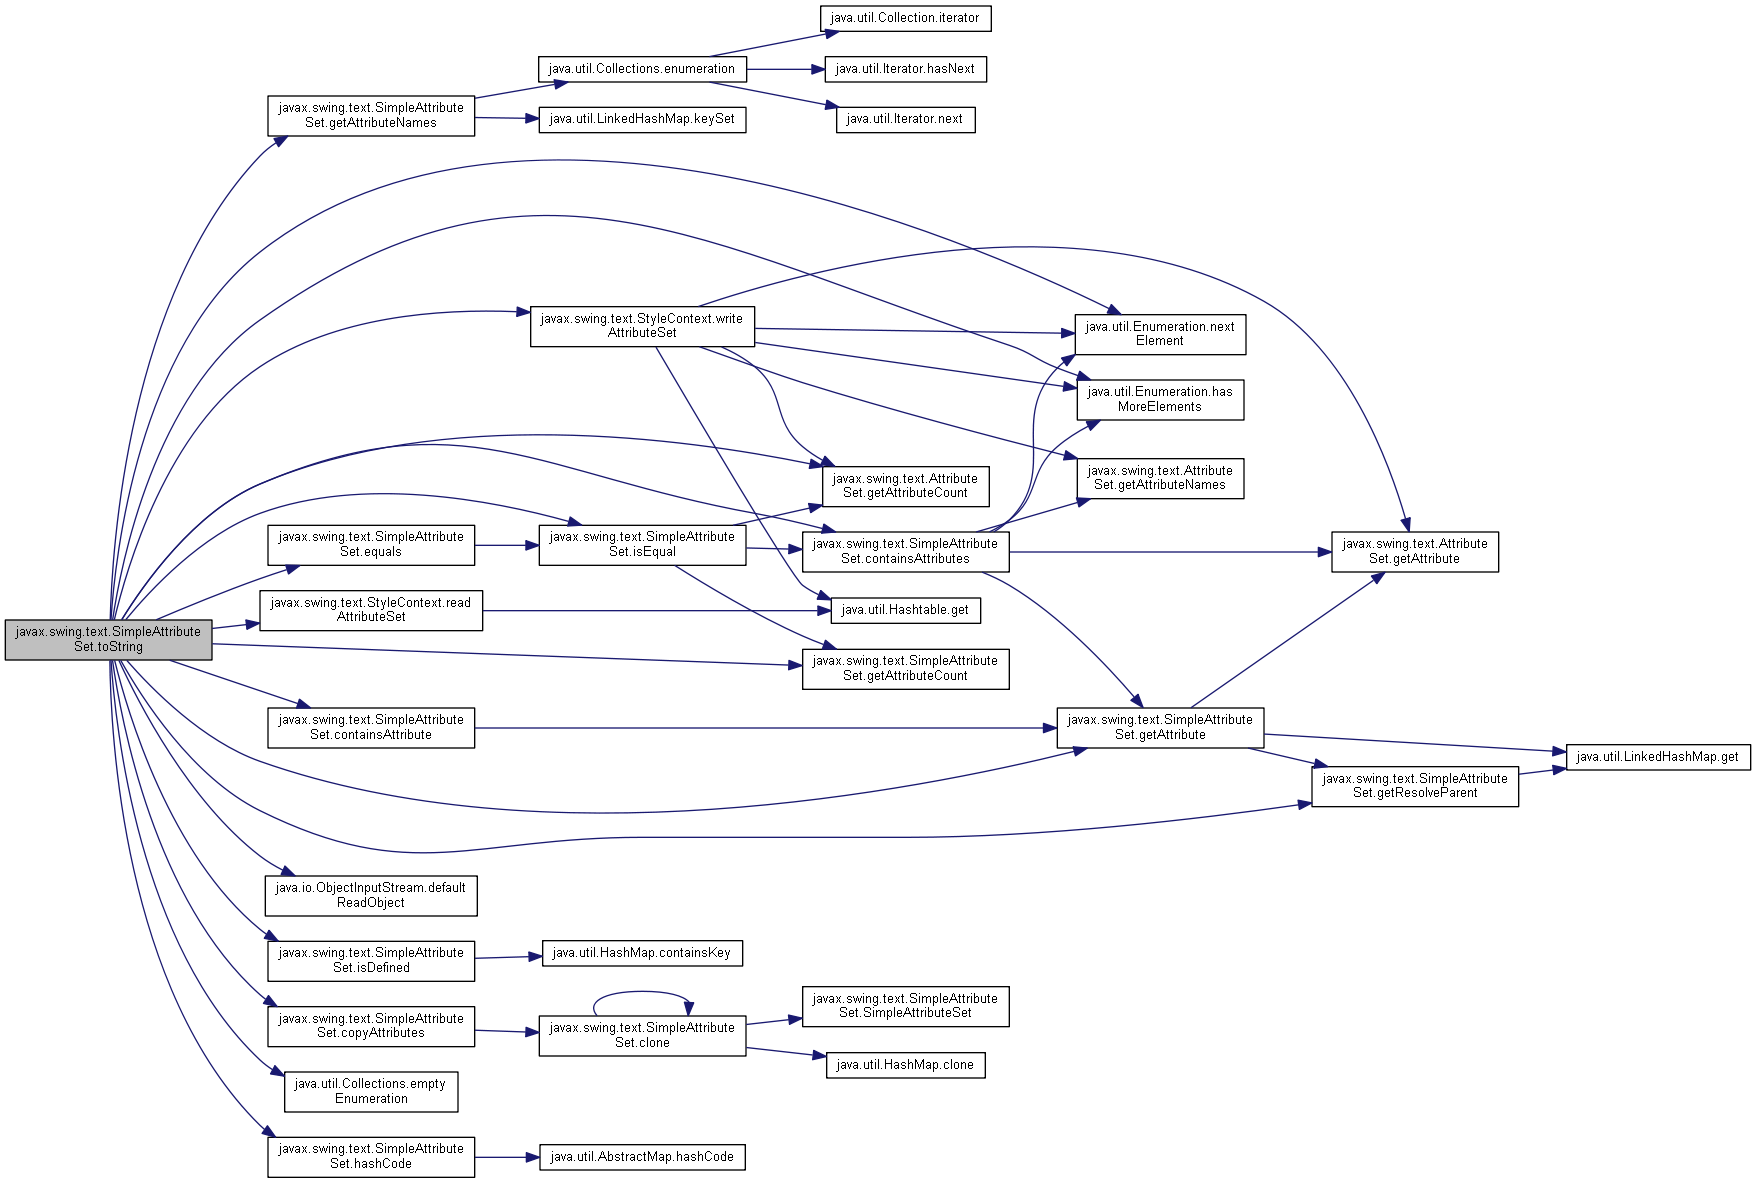 java.util.Collection.iterator
java.util.Collections.enumeration
java.util.Iterator.hasNext
javax.swing.text.SimpleAttribute
Set.getAttributeNames
java.util.LinkedHashMap.keySet
java.util.Iterator.next
javax.swing.text.StyleContext.write
AttributeSet
java.util.Enumeration.next
Element
java.util.Enumeration.has
MoreElements
javax.swing.text.Attribute
Set.getAttributeNames
javax.swing.text.Attribute
Set.getAttributeCount
javax.swing.text.SimpleAttribute
Set.equals
javax.swing.text.SimpleAttribute
Set.isEqual
javax.swing.text.SimpleAttribute
Set.containsAttributes
javax.swing.text.Attribute
Set.getAttribute
javax.swing.text.StyleContext.read
AttributeSet
java.util.Hashtable.get
javax.swing.text.SimpleAttribute
Set.toString
javax.swing.text.SimpleAttribute
Set.getAttributeCount
javax.swing.text.SimpleAttribute
Set.containsAttribute
javax.swing.text.SimpleAttribute
Set.getAttribute
java.util.LinkedHashMap.get
javax.swing.text.SimpleAttribute
Set.getResolveParent
java.io.ObjectInputStream.default
ReadObject
javax.swing.text.SimpleAttribute
Set.isDefined
java.util.HashMap.containsKey
javax.swing.text.SimpleAttribute
Set.copyAttributes
javax.swing.text.SimpleAttribute
Set.clone
javax.swing.text.SimpleAttribute
Set.SimpleAttributeSet
java.util.HashMap.clone
java.util.Collections.empty
Enumeration
javax.swing.text.SimpleAttribute
Set.hashCode
java.util.AbstractMap.hashCode